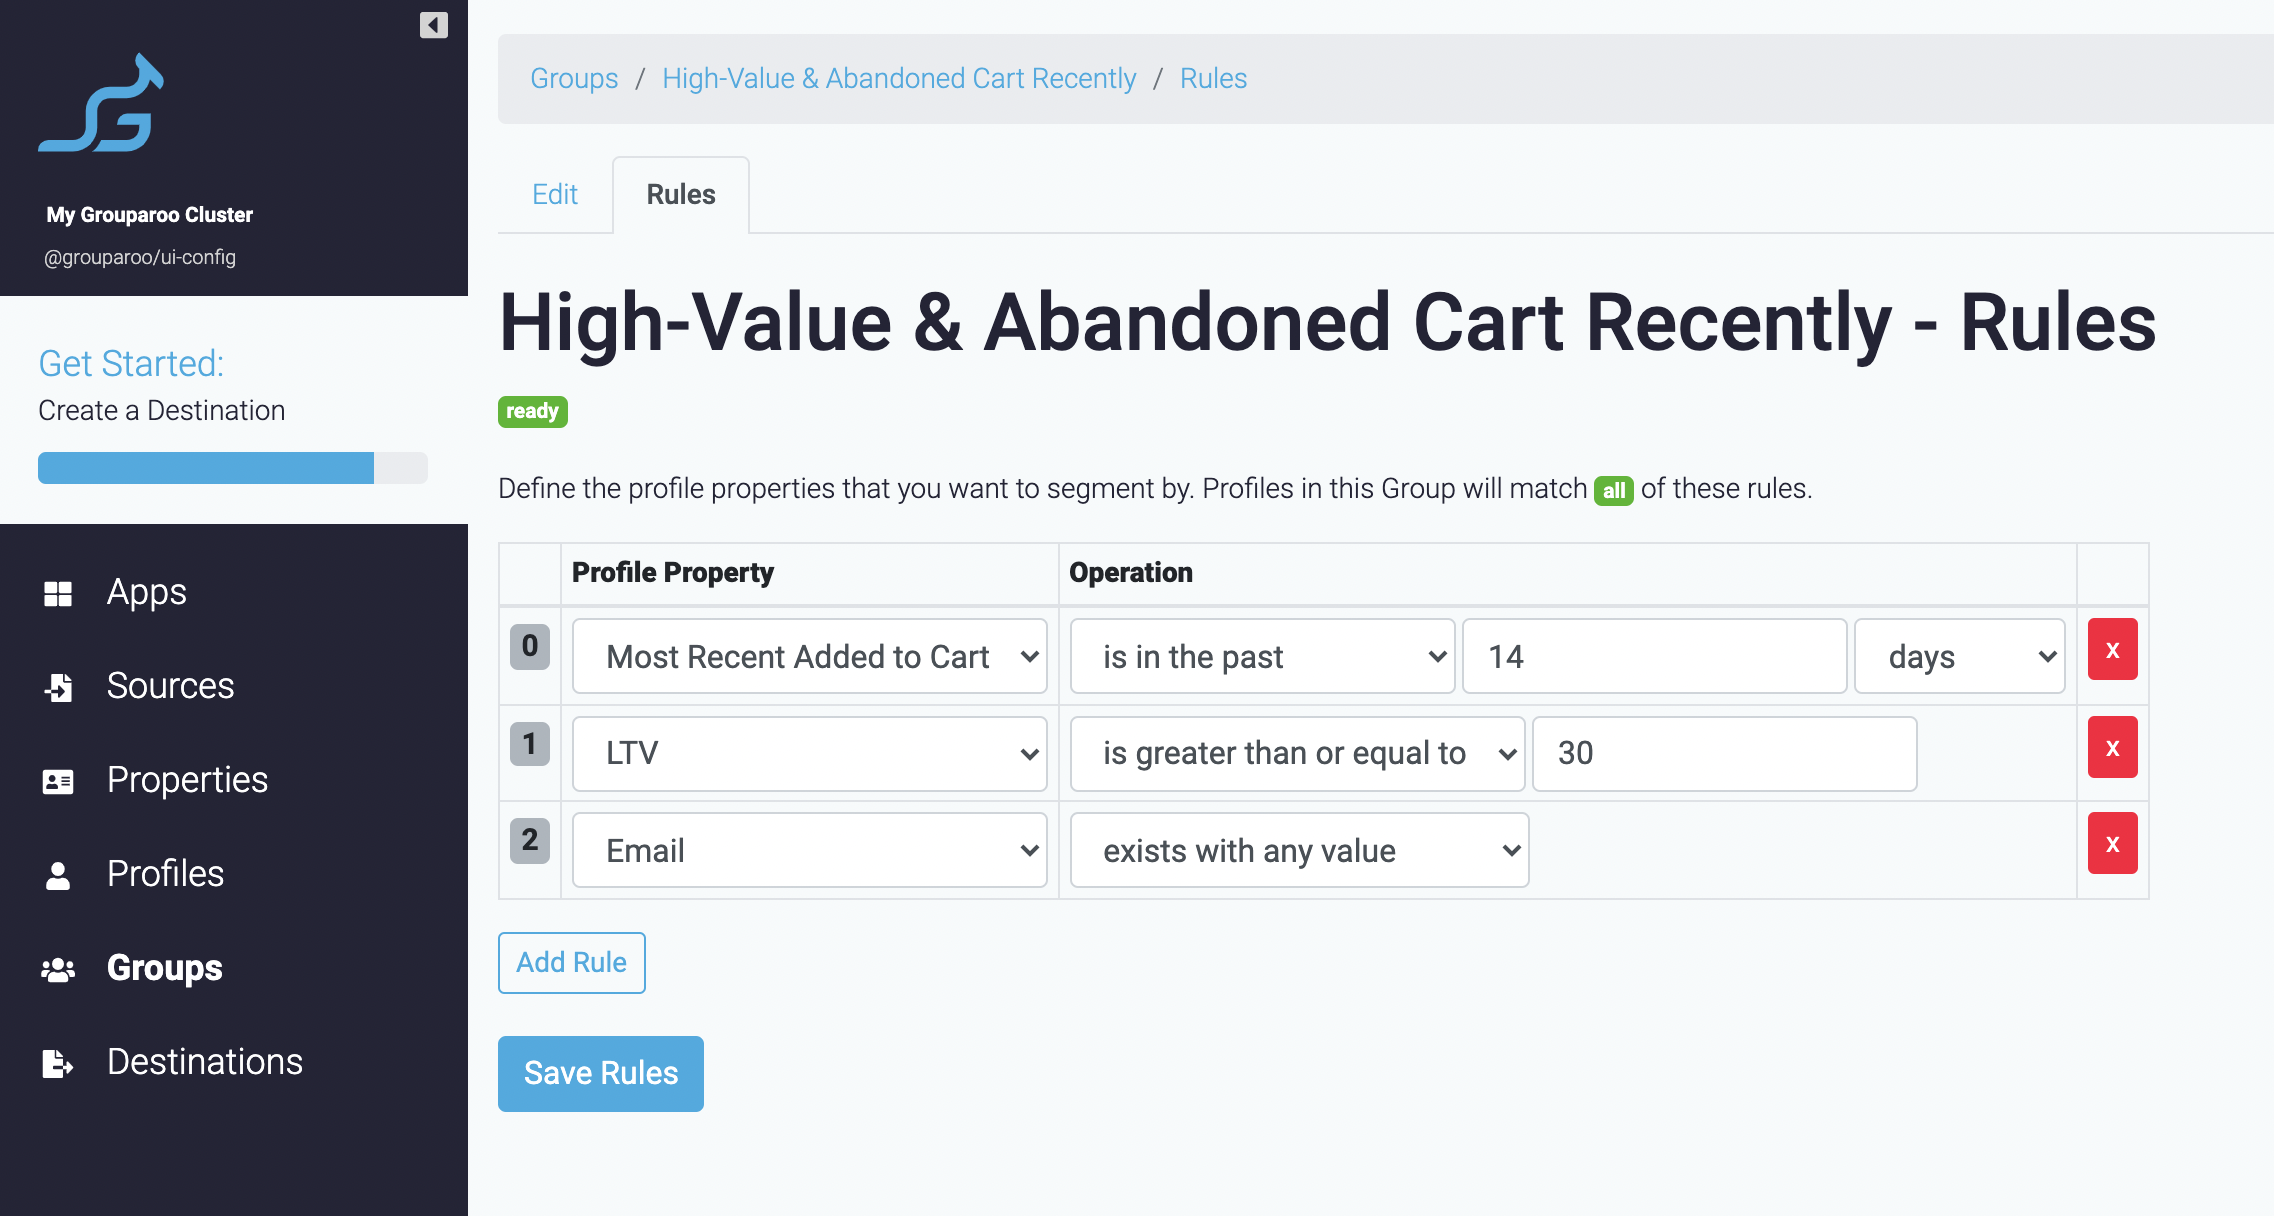 My Grouparoo Cluster
@grouparoo/ui-config
Get Started:
Create a Destination
Apps
Sources
Properties
Profiles
Groups
Destinations
Groups / High-Value & Abandoned Cart Recently / Rules
Edit Rules
High-Value & Abandoned Cart Recently - Rules
ready
Define the profile properties that you want to segment by. Profiles in this Group will match all of these rules.
Profile Property Operation
0 Most Recent Added to Cart is in the past 14 days x
1 LTV is greater than or equal to 30 x
2 Email exists with any value x
Add Rule
Save Rules